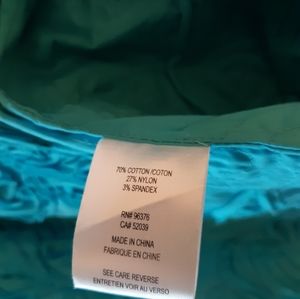 70% COTTON /COTON
27% NYLON
3% SPANDEX
RN# 96376
CA# 52039
MADE IN CHINA
FABRIQUE EN CHINE
SEE CARE REVERSE
ENTRETIEN VOIR AU VERSO